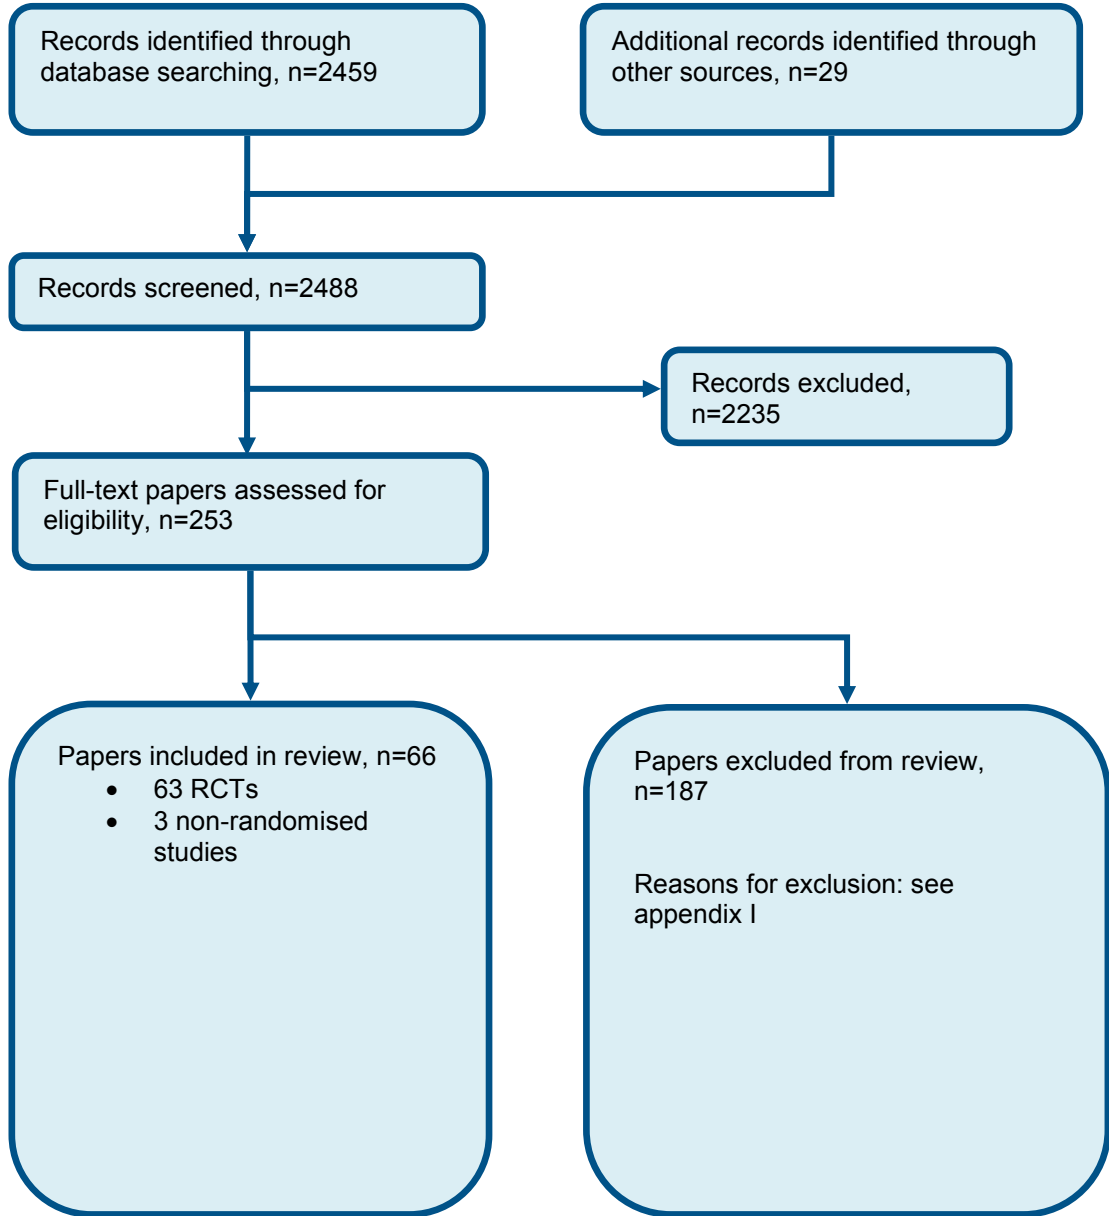 Records identified through
database searching, n=2459
Additional records identified through
other sources, n=29
Records screened, n=2488
Records excluded,
n=2235
Full-text papers assessed for
eligibility, n=253
Papers included in review, n=66
• 63 RCTs
• 3 non-randomised
studies
Papers excluded from review,
n=187
Reasons for exclusion: see
appendix I